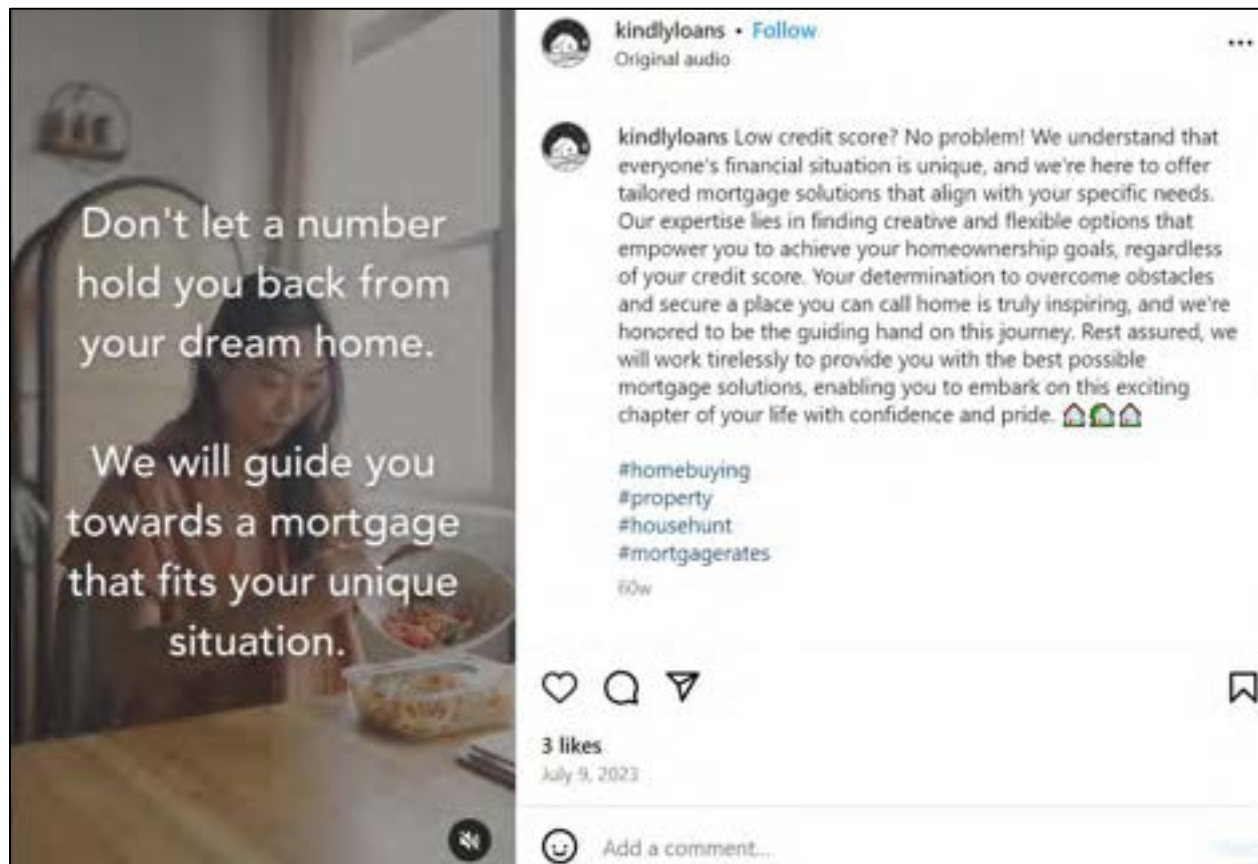 kindlyloans • Follow
Original audio
Don't let a number
hold you back from
your dream home.
We will guide you
towards a mortgage
that fits your unique
situation.
kindlyloans Low credit score? No problem! We understand that
everyone's financial situation is unique, and we're here to offer
tailored mortgage solutions that align with your specific needs.
Our expertise lies in finding creative and flexible options that
empower you to achieve your homeownership goals, regardless
of your credit score. Your determination to overcome obstacles
and secure a place you can call home is truly inspiring, and we're
honored to be the guiding hand on this journey. Rest assured, we
will work tirelessly to provide you with the best possible
mortgage solutions, enabling you to embark on this exciting
chapter of your life with confidence and pride. 🏠🏡🏠
#homebuying
#property
#househunt
#mortgagerates
60w
3 likes
July 9, 2023
Add a comment...